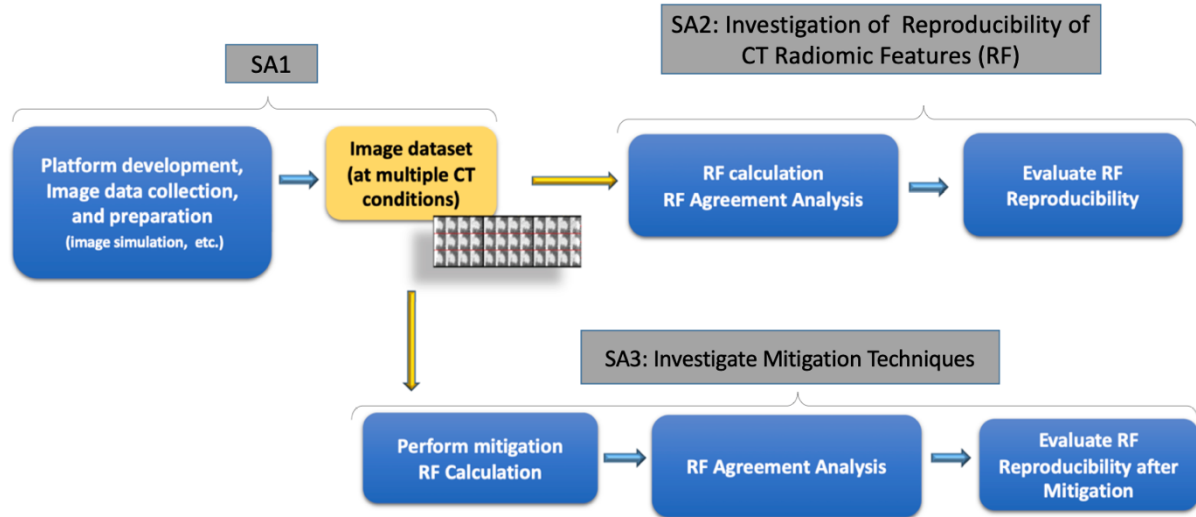 SA1
Platform development,
Image data collection,
and preparation
(image simulation, etc.)
Image dataset
(at multiple CT
conditions)
SA2: Investigation of Reproducibility of
CT Radiomic Features (RF)
RF calculation
RF Agreement Analysis
Evaluate RF
Reproducibility
SA3: Investigate Mitigation Techniques
Perform mitigation
RF Calculation
RF Agreement Analysis
Evaluate RF
Reproducibility after
Mitigation